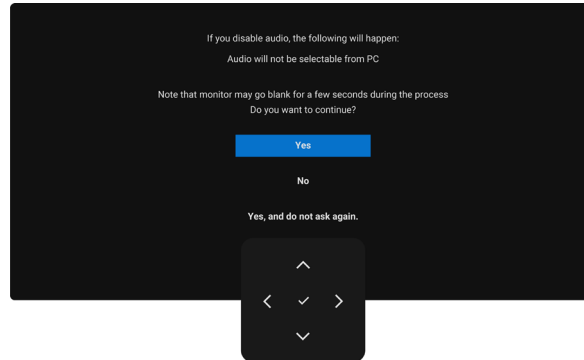 If you disable audio, the following will happen:
Audio will not be selectable from PC
Note that monitor may go blank for a few seconds during the process
Do you want to continue?
Yes
No
Yes, and do not ask again.